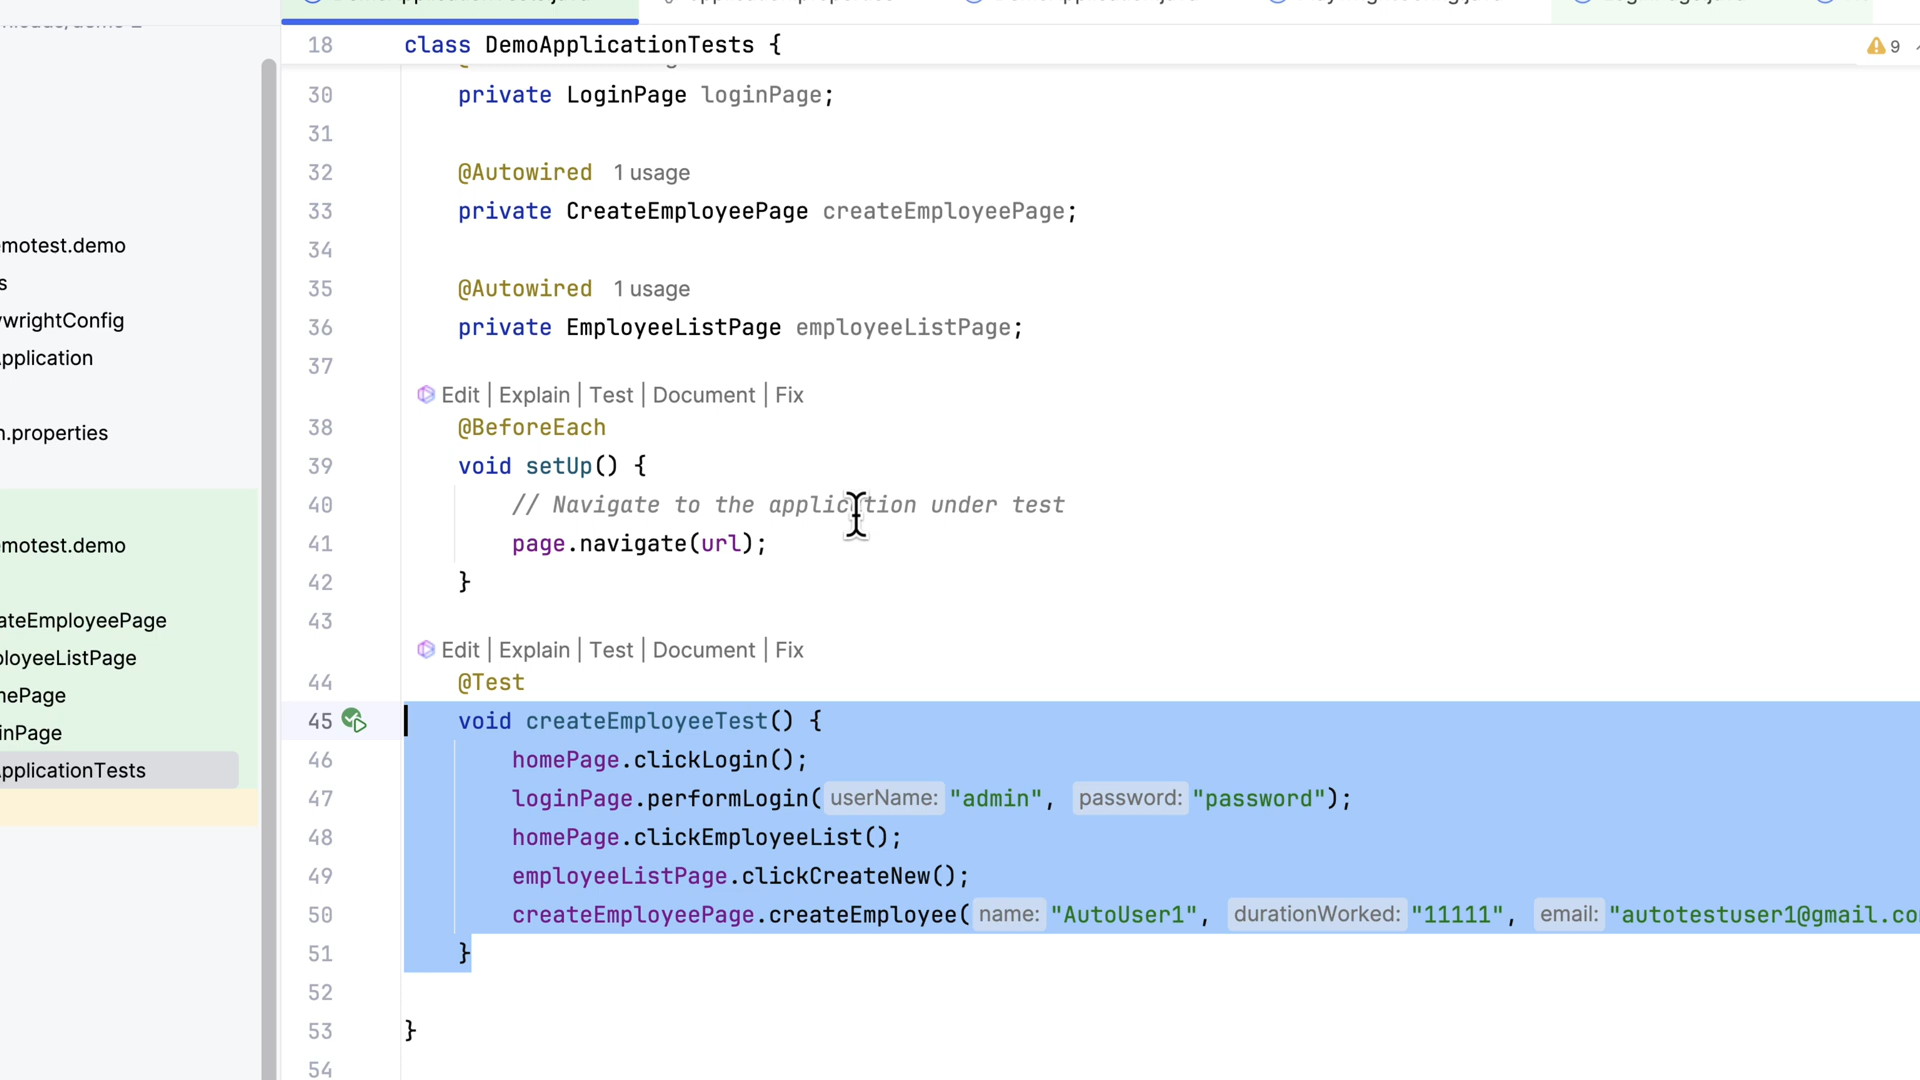 18 class DemoApplicationTests {
9
30 private LoginPage loginPage;
31
32 @Autowired 1 usage
33 private CreateEmployeePage createEmployeePage;
34
35 @Autowired 1 usage
36 private EmployeeListPage employeeListPage;
37
Edit | Explain | Test | Document | Fix
38 @BeforeEach
39 void setUp() {
40 // Navigate to the application under test
41 page.navigate(url);
42 }
43
Edit | Explain | Test | Document | Fix
44 @Test
45 void createEmployeeTest() {
46 homePage.clickLogin();
47 loginPage.performLogin( userName: "admin", password: "password");
48 homePage.clickEmployeeList();
49 employeeListPage.clickCreateNew();
50 createEmployeePage.createEmployee( name: "AutoUser1", durationWorked: "11111", email: "autotestuser1@gmail.co
51 }
52
53 }
54
motest.demo
s
ywrightConfig
pplication
n.properties
motest.demo
ateEmployeePage
ployeeListPage
mePage
inPage
pplicationTests